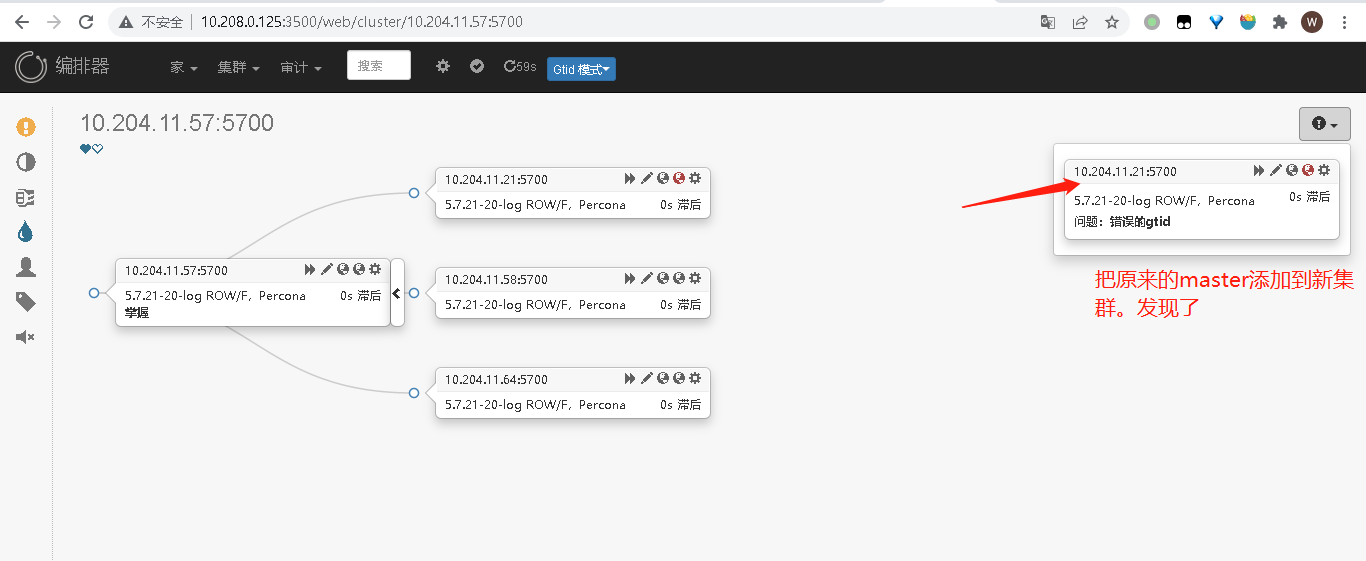 不安全 | 10.208.0.125:3500/web/cluster/10.204.11.57:5700
W
编排器 家 集群 审计 搜索 59s Gtid 模式
10.204.11.57:5700
10.204.11.21:5700
5.7.21-20-log ROW/F, Percona 0s 滞后
10.204.11.21:5700
5.7.21-20-log ROW/F, Percona 0s 滞后
问题：错误的gtid
10.204.11.57:5700
5.7.21-20-log ROW/F, Percona 0s 滞后
掌握
10.204.11.58:5700
5.7.21-20-log ROW/F, Percona 0s 滞后
把原来的master添加到新集
群。发现了
10.204.11.64:5700
5.7.21-20-log ROW/F, Percona 0s 滞后